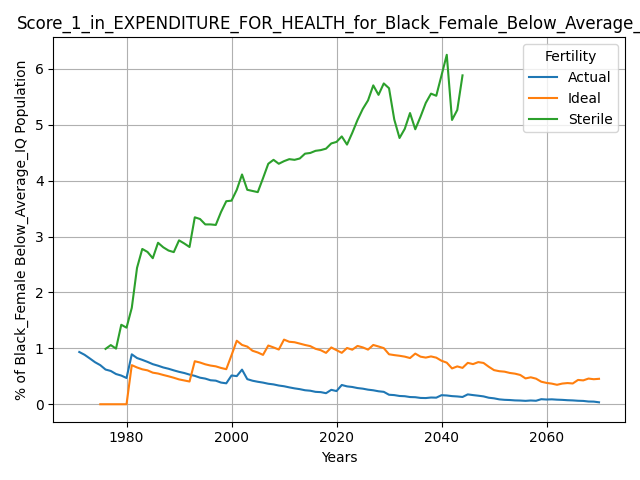 Score_1_in_EXPENDITURE_FOR_HEALTH_for_Black_Female_Below_Average_
Fertility
Actual
Ideal
Sterile
% of Black_Female Below_Average_IQ Population
6
5
4
3
2
1
0
1980 2000 2020 2040 2060
Years